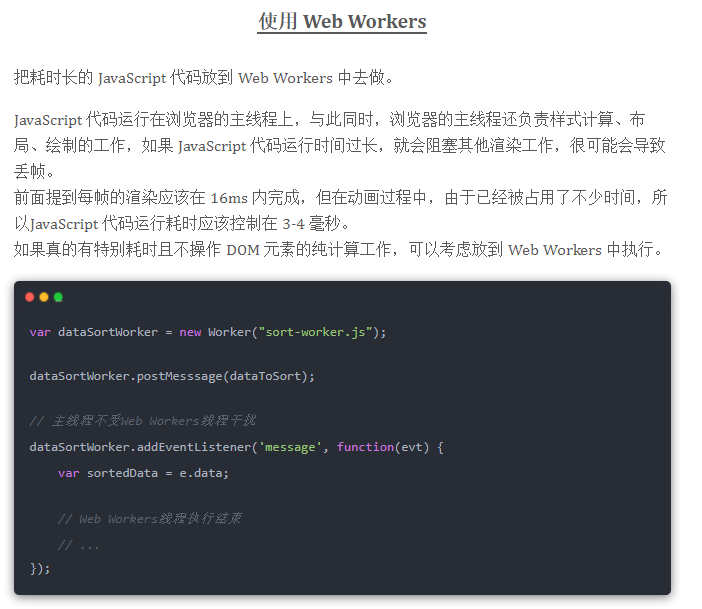 使用 Web Workers
把耗时长的 JavaScript 代码放到 Web Workers 中去做。
JavaScript 代码运行在浏览器的主线程上，与此同时，浏览器的主线程还负责样式计算、布
局、绘制的工作，如果 JavaScript 代码运行时间过长，就会阻塞其他渲染工作，很可能会导致
丢帧。
前面提到每帧的渲染应该在 16ms 内完成，但在动画过程中，由于已经被占用了不少时间，所
以JavaScript 代码运行耗时应该控制在 3-4 毫秒。
如果真的有特别耗时且不操作 DOM 元素的纯计算工作，可以考虑放到 Web Workers 中执行。
var dataSortWorker = new Worker("sort-worker.js");
dataSortWorker.postMesssage(dataToSort);
// 主线程不受Web Workers线程干扰
dataSortWorker.addEventListener('message', function(evt) {
    var sortedData = e.data;
    // Web Workers线程执行结束
    // ...
});